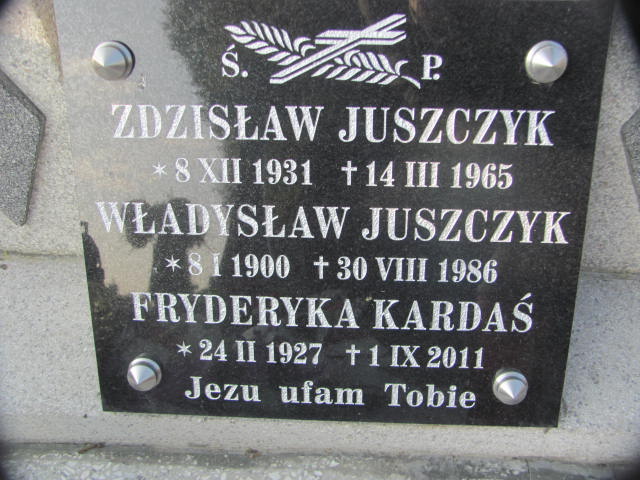 Ś. P.
ZDZISŁAW JUSZCZYK
* 8 XII 1931 † 14 III 1965
WŁADYSŁAW JUSZCZYK
* 8 I 1900 † 30 VIII 1986
FRYDERYKA KARDAŚ
* 24 II 1927 † 1 IX 2011
Jezu ufam Tobie